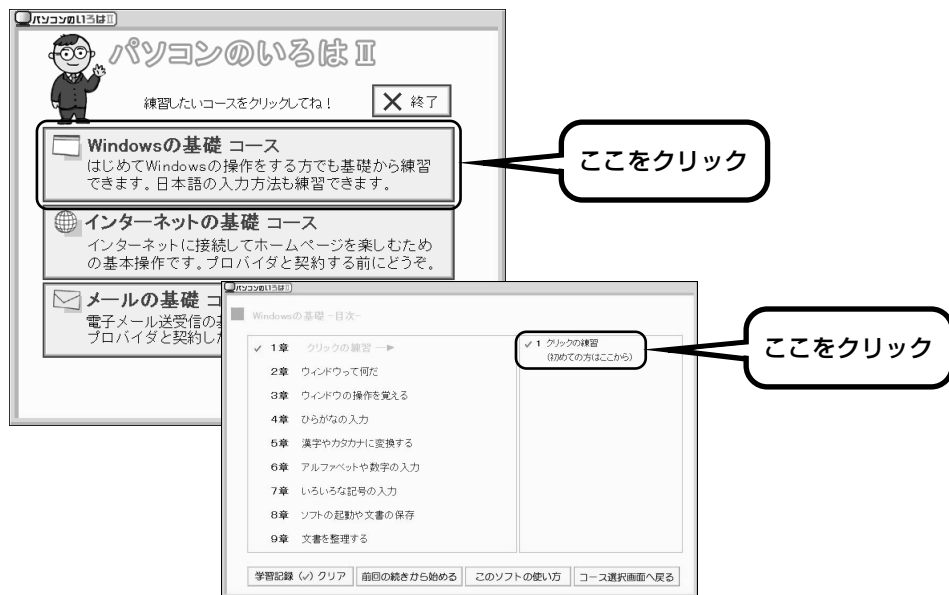 パソコンのいろはⅡ
パソコンのいろはⅡ
練習したいコースをクリックしてね！
終了
Windowsの基礎 コース
はじめてWindowsの操作をする方でも基礎から練習
できます。日本語の入力方法も練習できます。
ここをクリック
インターネットの基礎 コース
インターネットに接続してホームページを楽しむため
の基本操作です。プロバイダと契約する前にどうぞ。
メールの基礎 コ
電子メール送受信の
プロバイダと契約し
パソコンのいろはⅡ
Windowsの基礎 -目次-
✓ 1章 クリックの練習 —►
2章 ウィンドウって何だ
3章 ウィンドウの操作を覚える
4章 ひらがなの入力
5章 漢字やカタカナに変換する
6章 アルファベットや数字の入力
7章 いろいろな記号の入力
8章 ソフトの起動や文書の保存
9章 文書を整理する
✓ 1 クリックの練習
(初めての方はここから)
ここをクリック
学習記録 (✓) クリア
前回の続きから始める
このソフトの使い方
コース選択画面へ戻る